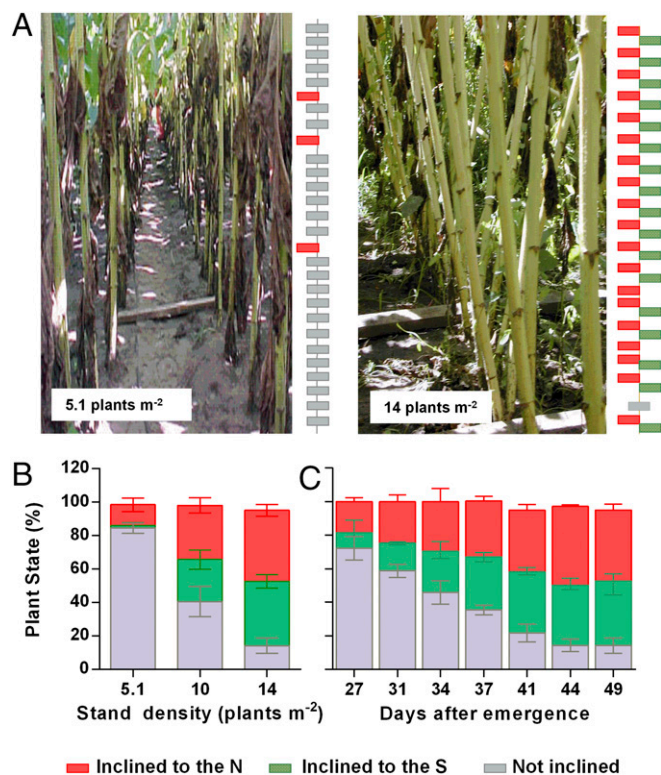 A
5.1 plants m⁻²
14 plants m⁻²
B
C
120
100
80
60
40
20
0
Plant State (%)
5.1 10 14
27 31 34 37 41 44 49
Stand density (plants m⁻²)
Days after emergence
Inclined to the N
Inclined to the S
Not inclined